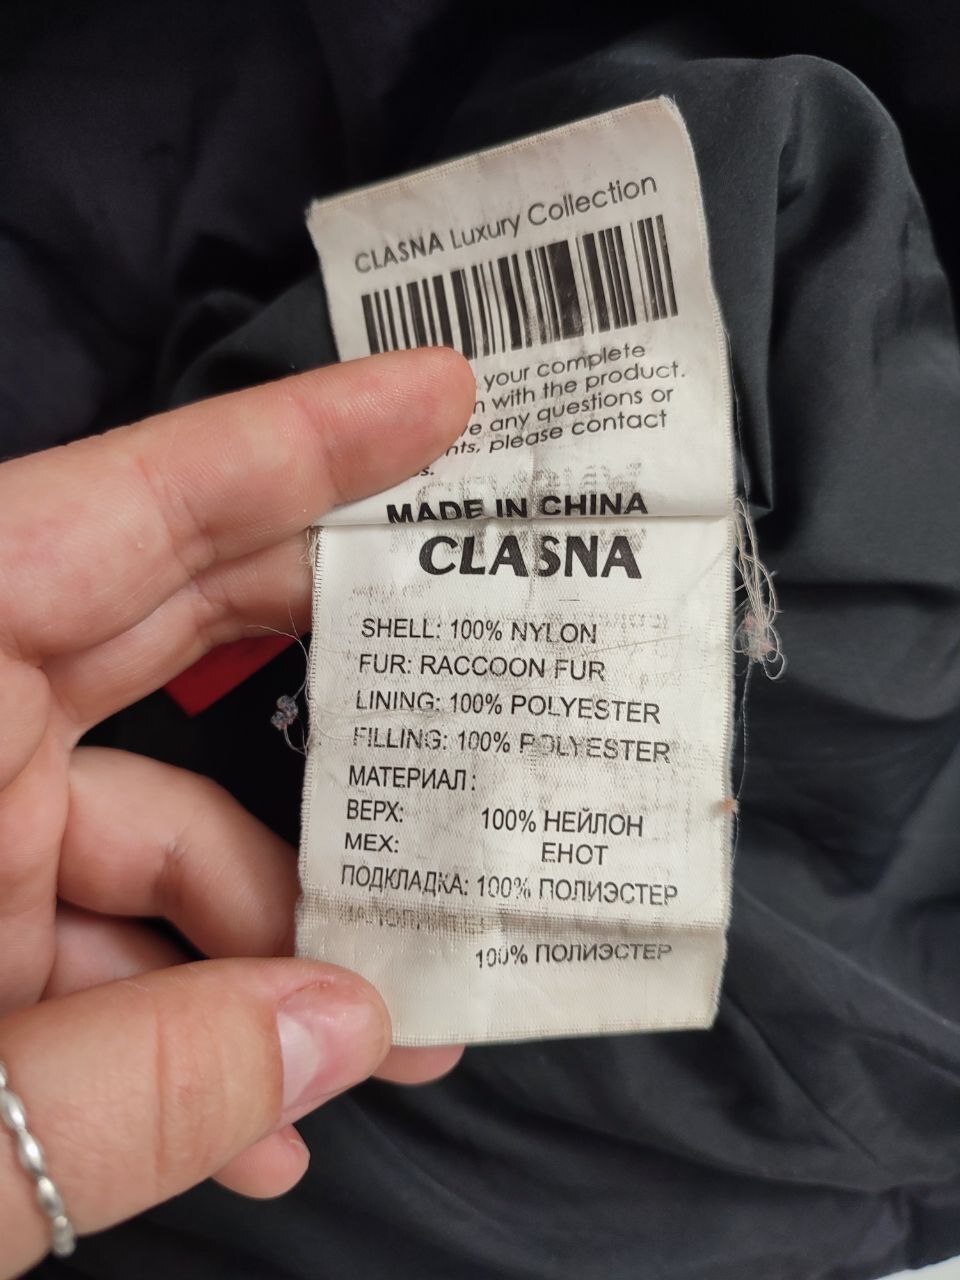 CLASNA Luxury Collection
your complete
with the product.
any questions or
please contact
MADE IN CHINA
CLASNA
SHELL: 100% NYLON
FUR: RACCOON FUR
LINING: 100% POLYESTER
FILLING: 100% POLYESTER
МАТЕРИАЛ:
ВЕРХ: 100% НЕЙЛОН
МЕХ: ЕНОТ
ПОДКЛАДКА: 100% ПОЛИЭСТЕР
100% ПОЛИЭСТЕР